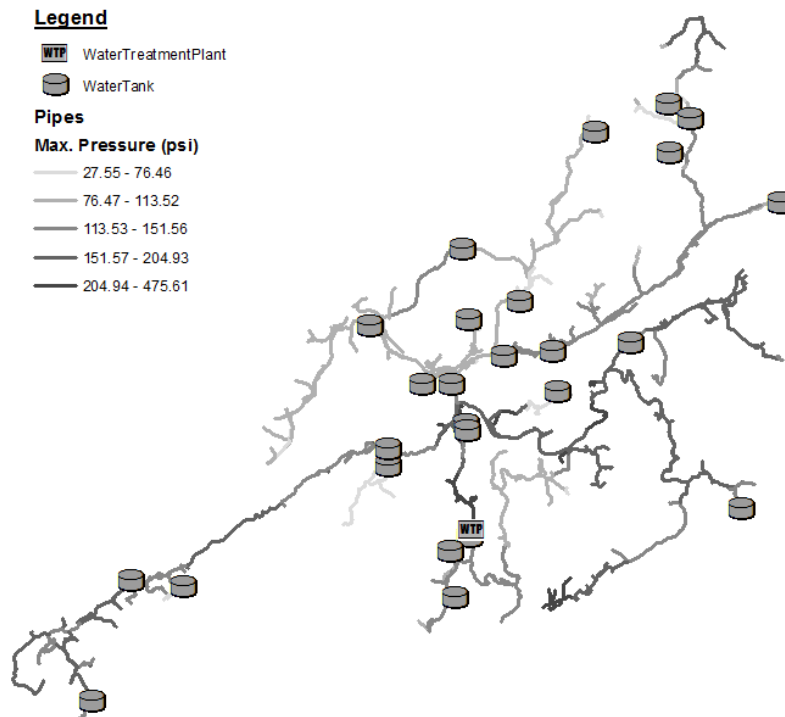 Legend
WTP WaterTreatmentPlant
WaterTank
Pipes
Max. Pressure (psi)
27.55 - 76.46
76.47 - 113.52
113.53 - 151.56
151.57 - 204.93
204.94 - 475.61
WTP